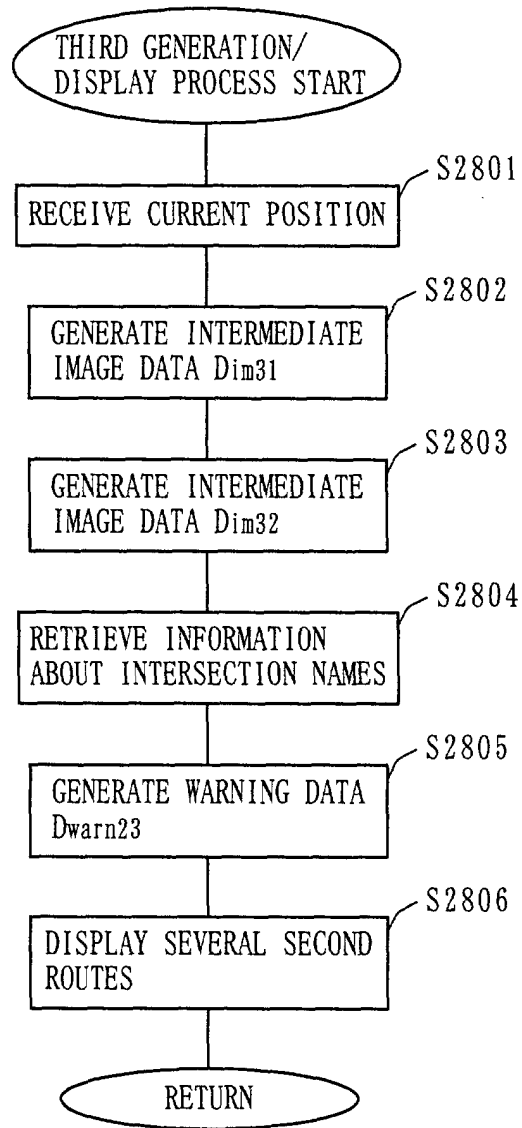 THIRD GENERATION/
DISPLAY PROCESS START
S2801
RECEIVE CURRENT POSITION
S2802
GENERATE INTERMEDIATE
IMAGE DATA Dim31
S2803
GENERATE INTERMEDIATE
IMAGE DATA Dim32
S2804
RETRIEVE INFORMATION
ABOUT INTERSECTION NAMES
S2805
GENERATE WARNING DATA
Dwarn23
S2806
DISPLAY SEVERAL SECOND
ROUTES
RETURN